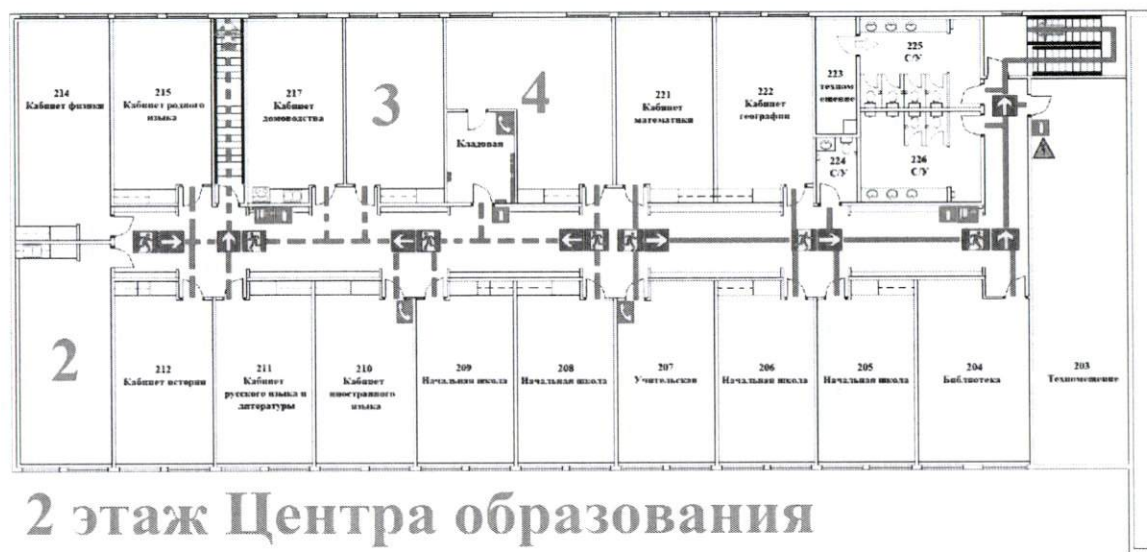 214
Кабинет физики
215
Кабинет родного
языка
217
Кабинет
домоводства
3
4
Кладовая
221
Кабинет
математики
222
Кабинет
географии
223
техпом
ещение
225
С/У
224
С/У
226
С/У
2
212
Кабинет истории
211
Кабинет
русского языка и
литературы
210
Кабинет
иностранного
языка
209
Начальная школа
208
Начальная школа
207
Учительская
206
Начальная школа
205
Начальная школа
204
Библиотека
203
Техпомещение
2 этаж Центра образования